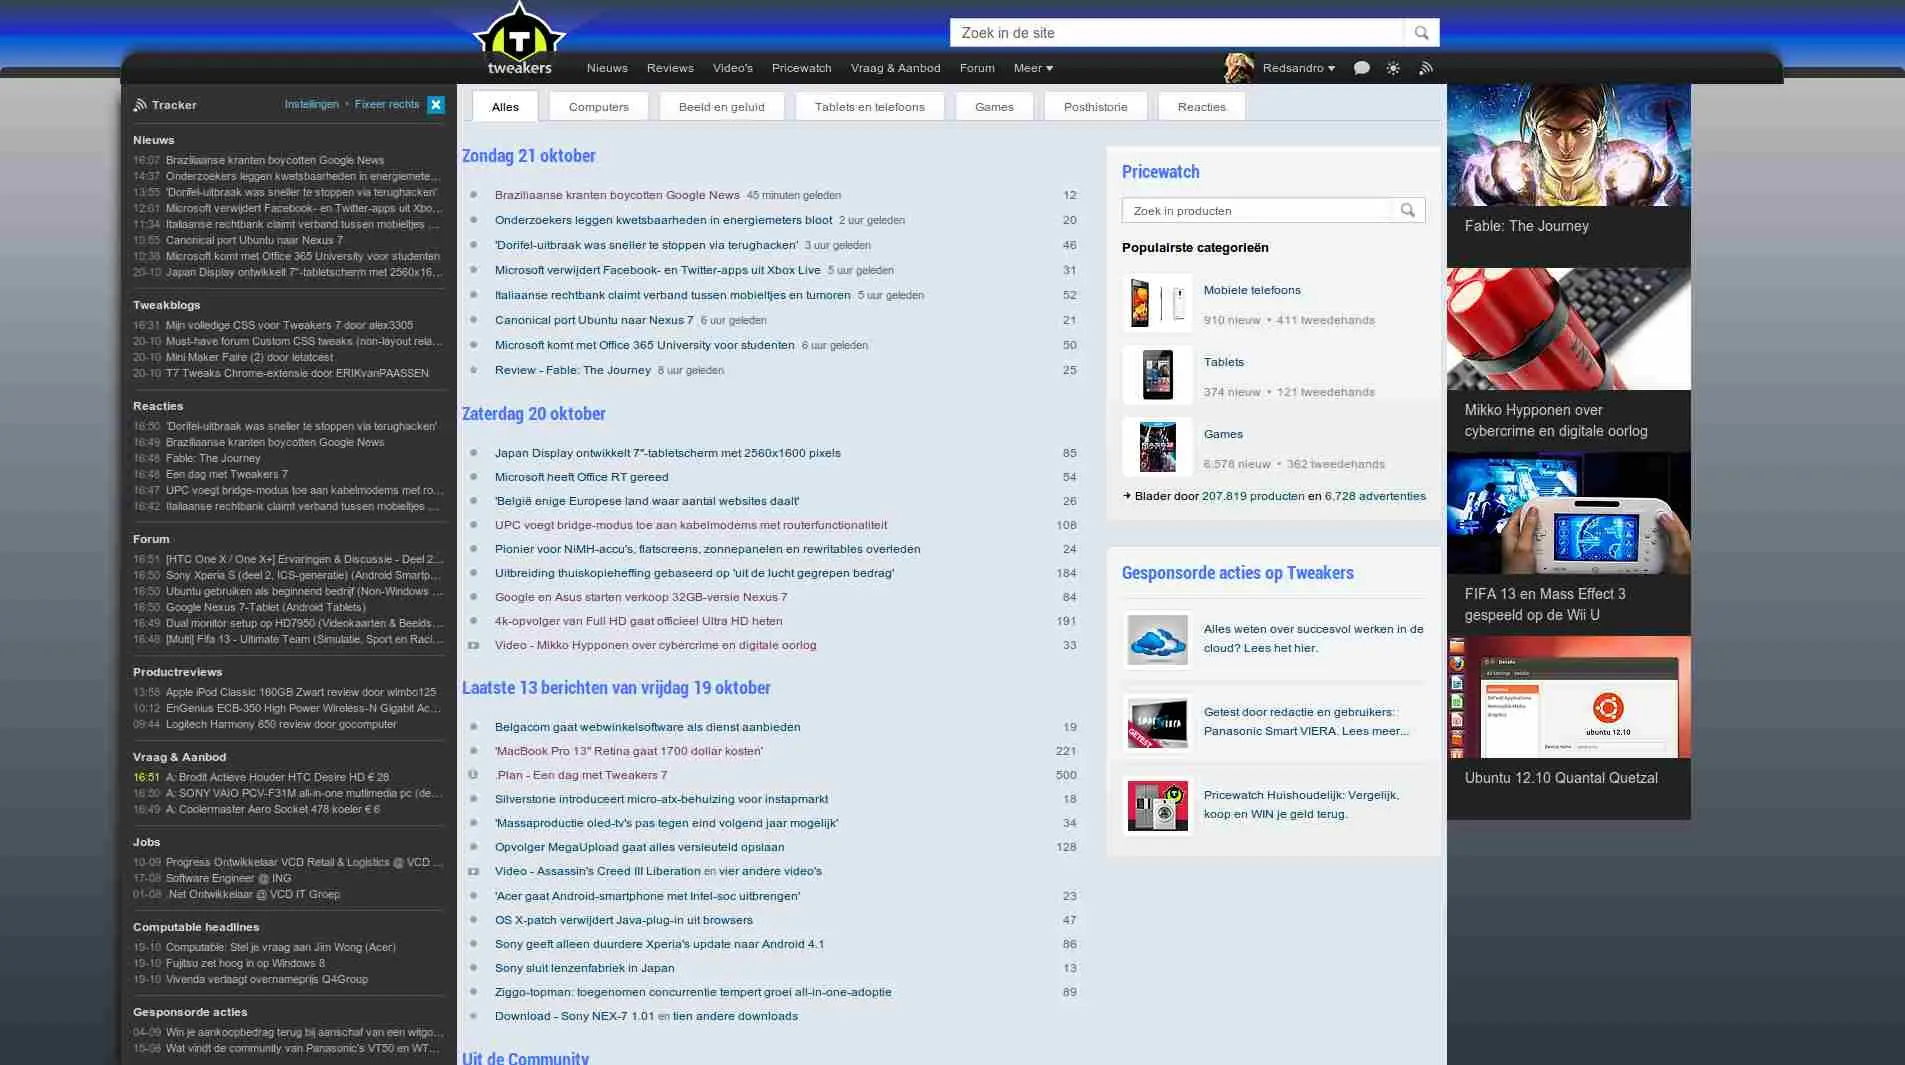 Zoek in de site
tweakers
Nieuws Reviews Video's Pricewatch Vraag & Aanbod Forum Meer
Redsandro
Tracker
Instellingen • Fixeer rechts
Nieuws
16:07 Braziliaanse kranten boycotten Google News
14:37 Onderzoekers leggen kwetsbaarheden in energiemete...
13:55 'Dorifel-uitbraak was sneller te stoppen via terughacken'
12:01 Microsoft verwijdert Facebook- en Twitter-apps uit Xbo...
11:34 Italiaanse rechtbank claimt verband tussen mobieltjes ...
10:55 Canonical port Ubuntu naar Nexus 7
10:36 Microsoft komt met Office 365 University voor studenten
20-10 Japan Display ontwikkelt 7"-tabletscherm met 2560x16...
Tweakblogs
16:31 Mijn volledige CSS voor Tweakers 7 door alex3305
20-10 Must-have forum Custom CSS tweaks (non-layout rela...
20-10 Mini Maker Faire (2) door letatcest
20-10 T7 Tweaks Chrome-extensie door ERIKvanPAASSEN
Reacties
16:50 'Dorifel-uitbraak was sneller te stoppen via terughacken'
16:49 Braziliaanse kranten boycotten Google News
16:48 Fable: The Journey
16:48 Een dag met Tweakers 7
16:47 UPC voegt bridge-modus toe aan kabelmodems met ro...
16:42 Italiaanse rechtbank claimt verband tussen mobieltjes ...
Forum
16:51 [HTC One X / One X+] Ervaringen & Discussie - Deel 2...
16:50 Sony Xperia S (deel 2, ICS-generatie) (Android Smartp...
16:50 Ubuntu gebruiken als beginnend bedrijf (Non-Windows ...
16:50 Google Nexus 7-Tablet (Android Tablets)
16:49 Dual monitor setup op HD7950 (Videokaarten & Beelds...
16:48 [Multi] Fifa 13 - Ultimate Team (Simulatie, Sport en Raci...
Productreviews
13:58 Apple iPod Classic 160GB Zwart review door wimbo125
10:12 EnGenius ECB-350 High Power Wireless-N Gigabit Ac...
09:44 Logitech Harmony 650 review door gocomputer
Vraag & Aanbod
16:51 A: Brodit Actieve Houder HTC Desire HD € 28
16:50 A: SONY VAIO PCV-F31M all-in-one mutlimedia pc (de...
16:49 A: Coolermaster Aero Socket 478 koeler € 6
Jobs
10-09 Progress Ontwikkelaar VCD Retail & Logistics @ VCD ...
17-08 Software Engineer @ ING
01-08 .Net Ontwikkelaar @ VCD IT Groep
Computable headlines
19-10 Computable: Stel je vraag aan Jim Wong (Acer)
19-10 Fujitsu zet hoog in op Windows 8
19-10 Vivenda verlaagt overnameprijs Q4Group
Gesponsorde acties
04-09 Win je aankoopbedrag terug bij aanschaf van een witgo...
15-08 Wat vindt de community van Panasonic's VT50 en WT...
Alles Computers Beeld en geluid Tablets en telefoons Games Posthistorie Reacties
Zondag 21 oktober
Braziliaanse kranten boycotten Google News 45 minuten geleden 12
Onderzoekers leggen kwetsbaarheden in energiemeters bloot 2 uur geleden 20
'Dorifel-uitbraak was sneller te stoppen via terughacken' 3 uur geleden 46
Microsoft verwijdert Facebook- en Twitter-apps uit Xbox Live 5 uur geleden 31
Italiaanse rechtbank claimt verband tussen mobieltjes en tumoren 5 uur geleden 52
Canonical port Ubuntu naar Nexus 7 6 uur geleden 21
Microsoft komt met Office 365 University voor studenten 6 uur geleden 50
Review - Fable: The Journey 8 uur geleden 25
Zaterdag 20 oktober
Japan Display ontwikkelt 7"-tabletscherm met 2560x1600 pixels 85
Microsoft heeft Office RT gereed 54
'België enige Europese land waar aantal websites daalt' 26
UPC voegt bridge-modus toe aan kabelmodems met routerfunctionaliteit 108
Pionier voor NiMH-accu's, flatscreens, zonnepanelen en rewritables overleden 24
Uitbreiding thuiskopieheffing gebaseerd op 'uit de lucht gegrepen bedrag' 184
Google en Asus starten verkoop 32GB-versie Nexus 7 84
4k-opvolger van Full HD gaat officieel Ultra HD heten 191
Video - Mikko Hypponen over cybercrime en digitale oorlog 33
Laatste 13 berichten van vrijdag 19 oktober
Belgacom gaat webwinkelsoftware als dienst aanbieden 19
'MacBook Pro 13" Retina gaat 1700 dollar kosten' 221
.Plan - Een dag met Tweakers 7 500
Silverstone introduceert micro-atx-behuizing voor instapmarkt 18
'Massaproductie oled-tv's pas tegen eind volgend jaar mogelijk' 34
Opvolger MegaUpload gaat alles versleuteld opslaan 128
Video - Assassin's Creed III Liberation en vier andere video's
'Acer gaat Android-smartphone met Intel-soc uitbrengen' 23
OS X-patch verwijdert Java-plug-in uit browsers 47
Sony geeft alleen duurdere Xperia's update naar Android 4.1 86
Sony sluit lenzenfabriek in Japan 13
Ziggo-topman: toegenomen concurrentie tempert groei all-in-one-adoptie 89
Download - Sony NEX-7 1.01 en tien andere downloads
Uit de Community
Pricewatch
Zoek in producten
Populairste categorieën
Mobiele telefoons
910 nieuw • 411 tweedehands
Tablets
374 nieuw • 121 tweedehands
Games
6.578 nieuw • 362 tweedehands
Blader door 207.819 producten en 6.728 advertenties
Gesponsorde acties op Tweakers
Alles weten over succesvol werken in de
cloud? Lees het hier.
GETEST
Getest door redactie en gebruikers:
Panasonic Smart VIERA. Lees meer...
Pricewatch Huishoudelijk: Vergelijk,
koop en WIN je geld terug.
Fable: The Journey
Mikko Hypponen over
cybercrime en digitale oorlog
FIFA 13 en Mass Effect 3
gespeeld op de Wii U
Details
ubuntu 12.10
Ubuntu 12.10 Quantal Quetzal